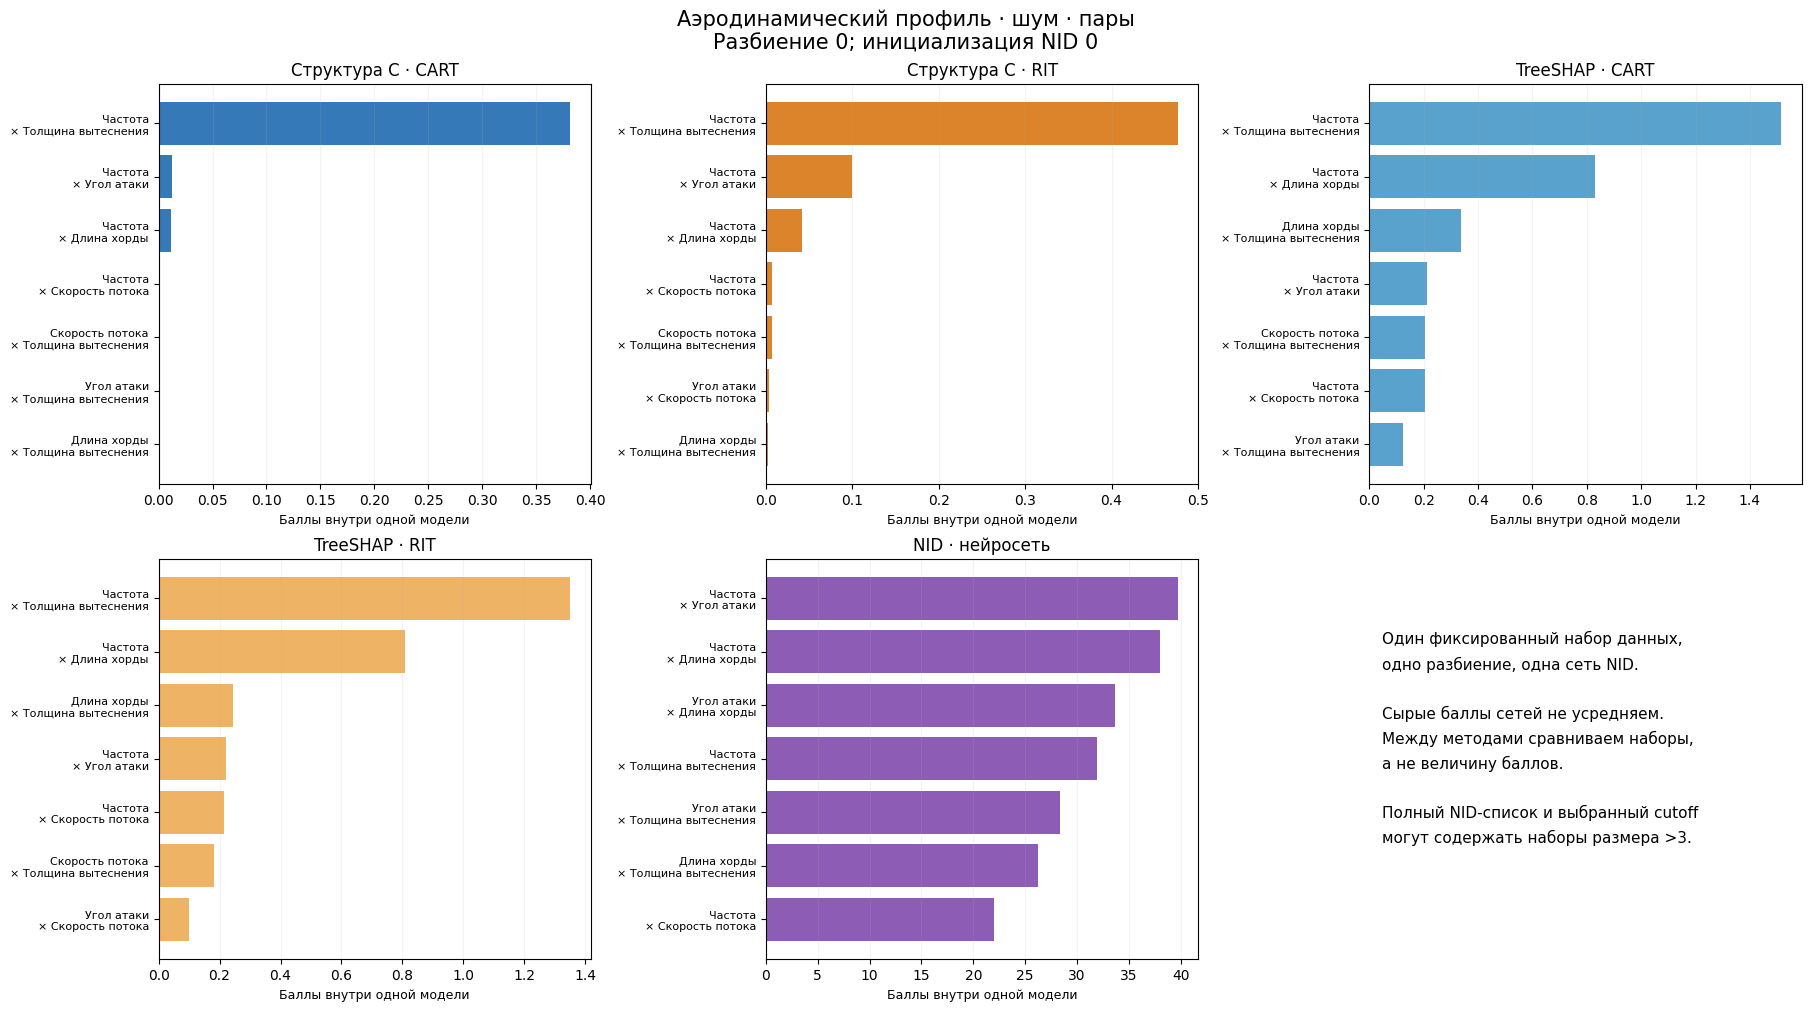 Аэродинамический профиль · шум · пары
Разбиение 0; инициализация NID 0
Структура C · CART
Частота
× Толщина вытеснения
Частота
× Угол атаки
Частота
× Длина хорды
Частота
× Скорость потока
Скорость потока
× Толщина вытеснения
Угол атаки
× Толщина вытеснения
Длина хорды
× Толщина вытеснения
0.00 0.05 0.10 0.15 0.20 0.25 0.30 0.35 0.40
Баллы внутри одной модели
Структура C · RIT
Частота
× Толщина вытеснения
Частота
× Угол атаки
Частота
× Длина хорды
Частота
× Скорость потока
Скорость потока
× Толщина вытеснения
Угол атаки
× Скорость потока
Длина хорды
× Толщина вытеснения
0.0 0.1 0.2 0.3 0.4 0.5
Баллы внутри одной модели
TreeSHAP · CART
Частота
× Толщина вытеснения
Частота
× Длина хорды
Длина хорды
× Толщина вытеснения
Частота
× Угол атаки
Скорость потока
× Толщина вытеснения
Частота
× Скорость потока
Угол атаки
× Толщина вытеснения
0.0 0.2 0.4 0.6 0.8 1.0 1.2 1.4
Баллы внутри одной модели
TreeSHAP · RIT
Частота
× Толщина вытеснения
Частота
× Длина хорды
Длина хорды
× Толщина вытеснения
Частота
× Угол атаки
Частота
× Скорость потока
Скорость потока
× Толщина вытеснения
Угол атаки
× Скорость потока
0.0 0.2 0.4 0.6 0.8 1.0 1.2 1.4
Баллы внутри одной модели
NID · нейросеть
Частота
× Угол атаки
Частота
× Длина хорды
Угол атаки
× Длина хорды
Частота
× Толщина вытеснения
Угол атаки
× Толщина вытеснения
Длина хорды
× Толщина вытеснения
Частота
× Скорость потока
0 5 10 15 20 25 30 35 40
Баллы внутри одной модели
Один фиксированный набор данных,
одно разбиение, одна сеть NID.
Сырые баллы сетей не усредняем.
Между методами сравниваем наборы,
а не величину баллов.
Полный NID-список и выбранный cutoff
могут содержать наборы размера >3.